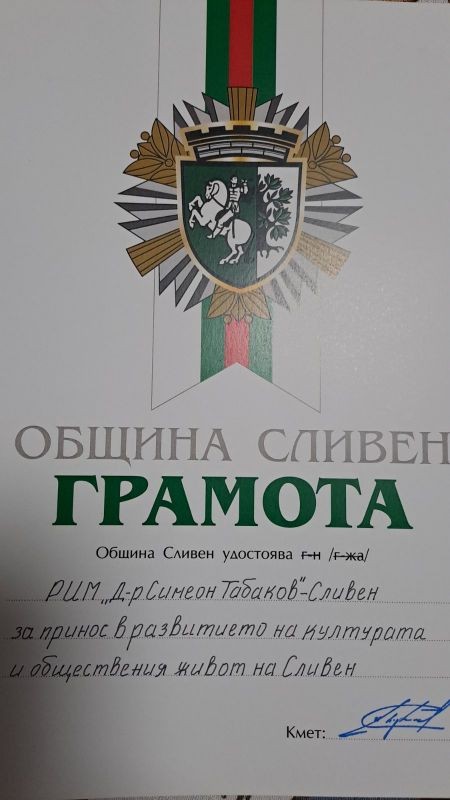 ОБЩИНА СЛИВЕН
ГРАМОТА
Община Сливен удостоява г-н /г-жа/
РИМ „Д-р Симеон Табаков"-Сливен
за принос в развитието на културата
и обществения живот на Сливен
Кмет: